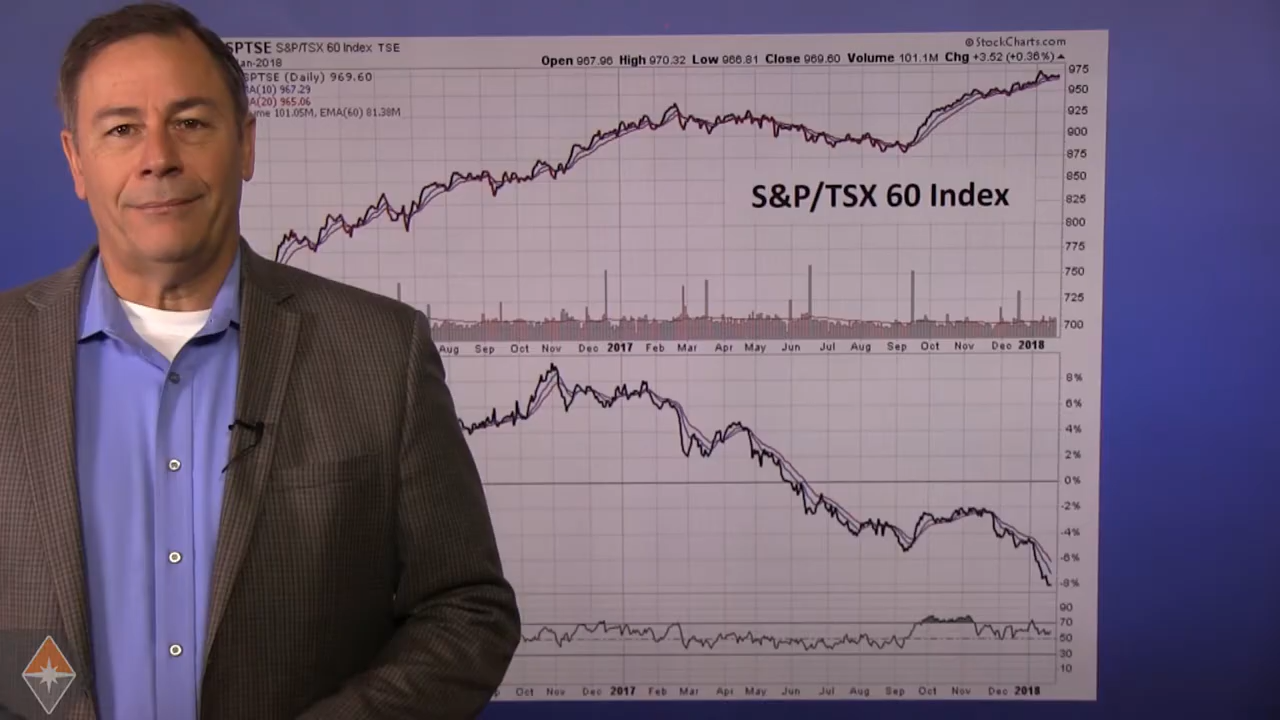 SPTSE S&P/TSX 60 Index TSE
©StockCharts.com
an-2018
Open 967.96 High 970.32 Low 966.81 Close 969.60 Volume 101.1M Chg +3.52 (+0.36%)
SPTSE (Daily) 969.60
A(10) 967.29
A(20) 965.06
ume 101.05M, EMA(60) 81.38M
975
950
925
900
875
850
825
800
775
750
725
700
S&P/TSX 60 Index
Aug Sep Oct Nov Dec 2017 Feb Mar Apr May Jun Jul Aug Sep Oct Nov Dec 2018
8%
6%
4%
2%
0%
-2%
-4%
-6%
-8%
90
70
50
30
10
Oct Nov Dec 2017 Feb Mar Apr May Jun Jul Aug Sep Oct Nov Dec 2018